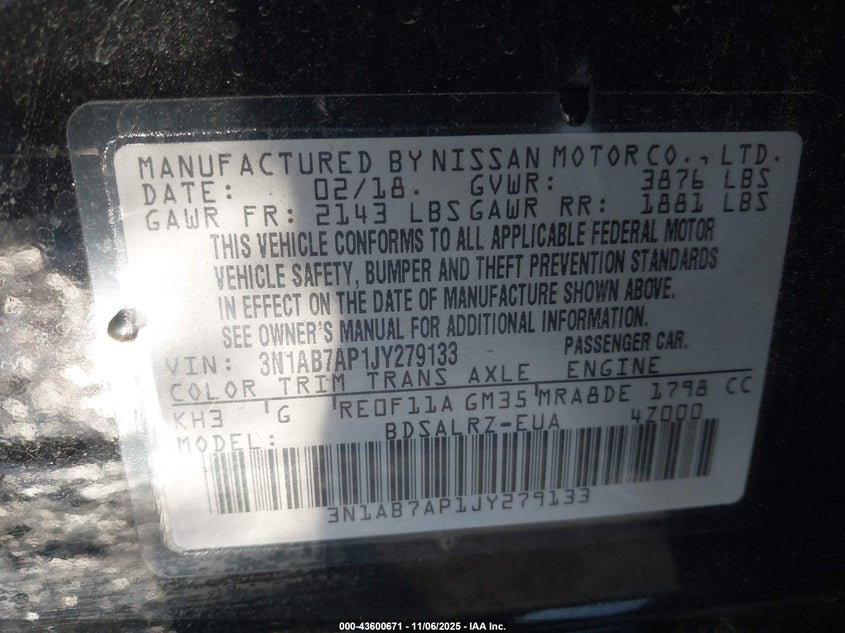 MANUFACTURED BY NISSAN MOTOR CO., LTD.
DATE: 02/18. GVWR: 3876 LBS
GAWR FR: 2143 LBS GAWR RR: 1881 LBS
THIS VEHICLE CONFORMS TO ALL APPLICABLE FEDERAL MOTOR
VEHICLE SAFETY, BUMPER AND THEFT PREVENTION STANDARDS
IN EFFECT ON THE DATE OF MANUFACTURE SHOWN ABOVE.
SEE OWNER'S MANUAL FOR ADDITIONAL INFORMATION.
VIN: 3N1AB7AP1JY279133 PASSENGER CAR.
COLOR TRIM TRANS AXLE ENGINE
KH3 G RE0F11A GM35 MRA8DE 1798 CC
MODEL: BDSALRZ-EUA 4Z000
3N1AB7AP1JY279133
000-43600671 - 11/06/2025 - IAA Inc.